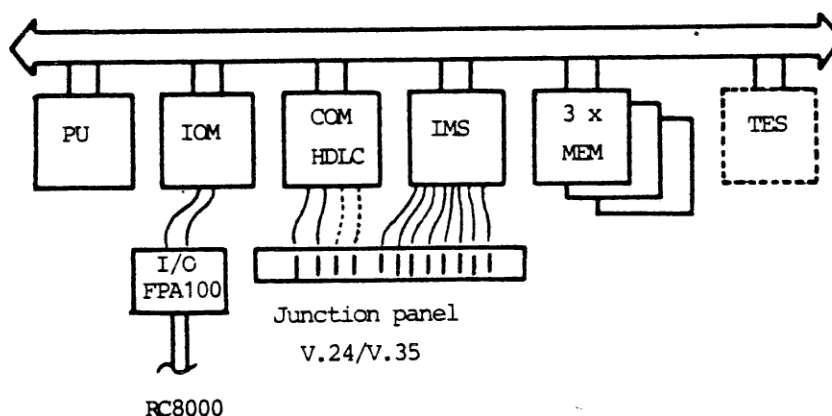 PU
IOM
COM
HDLC
IMS
3 x
MEM
TES
I/O
FPA100
Junction panel
V.24/V.35
RC8000